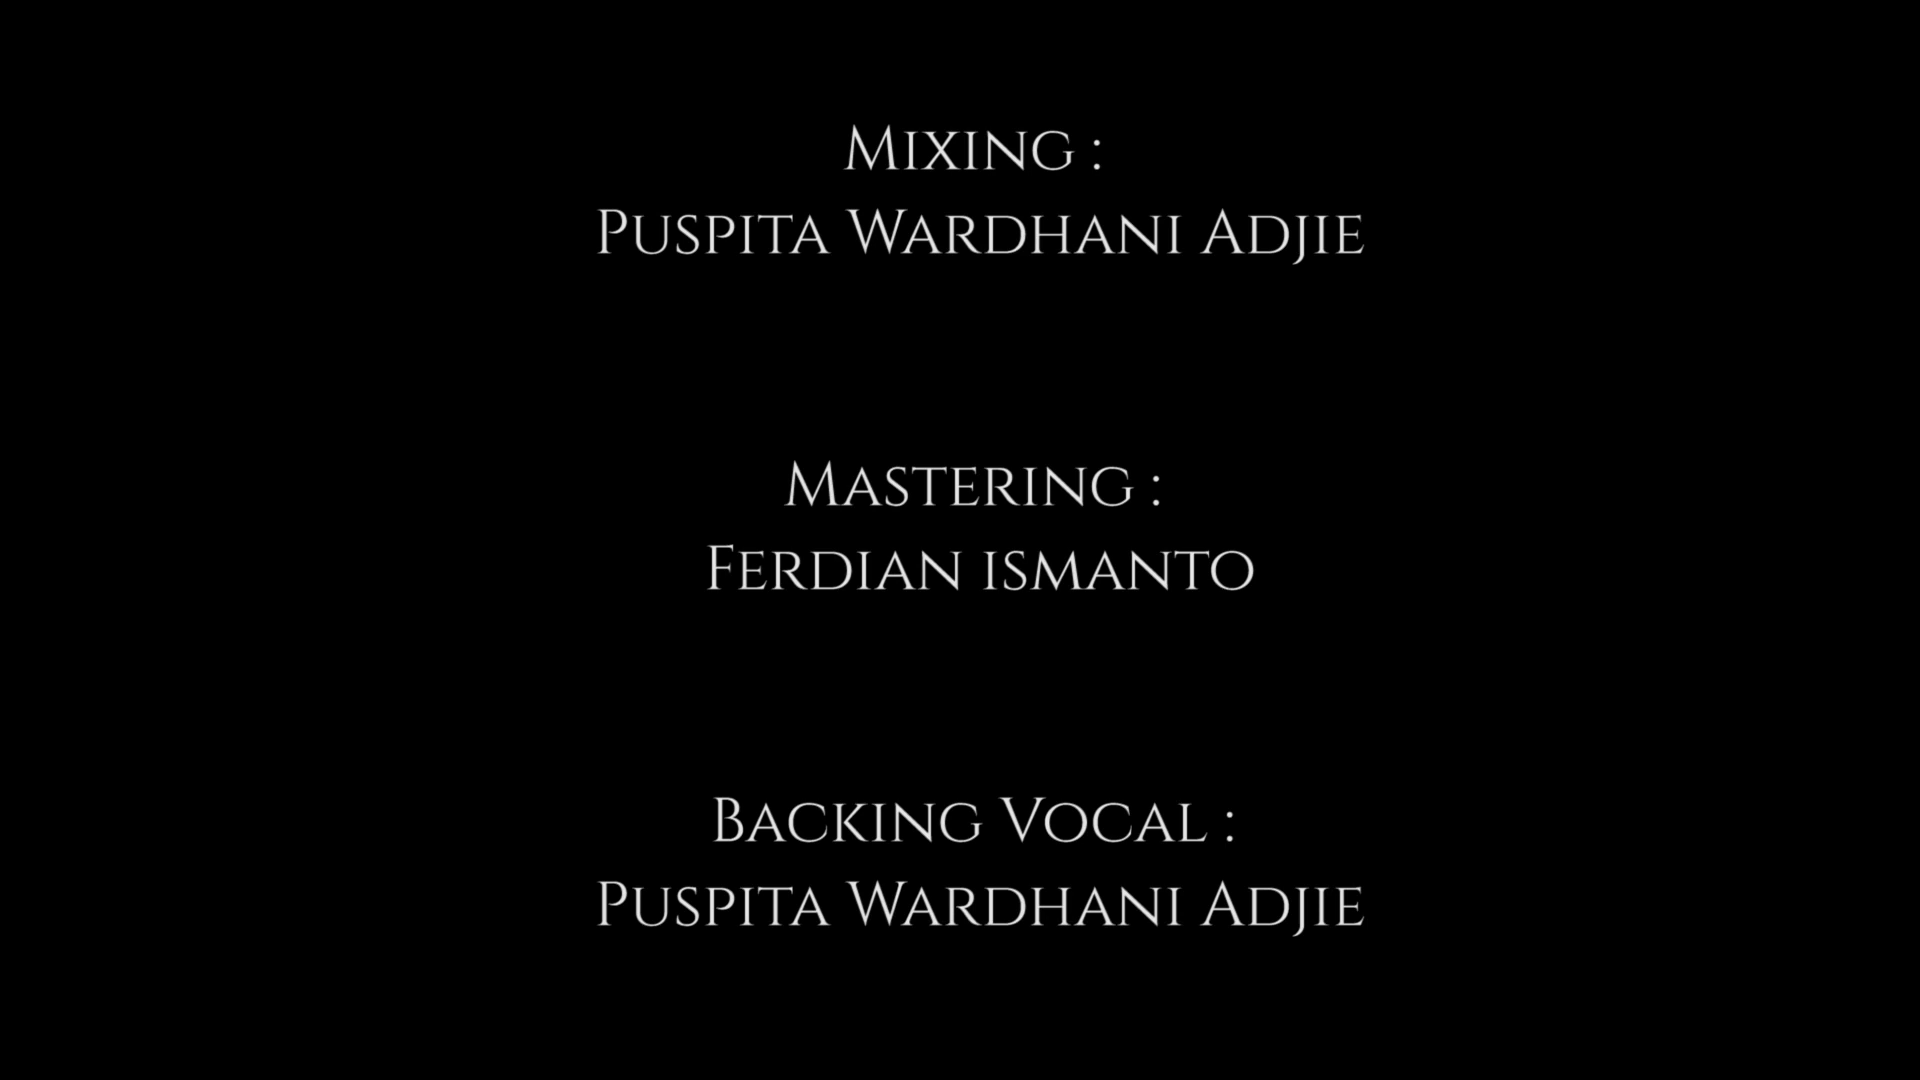 Mixing :
Puspita Wardhani Adjie
Mastering :
Ferdian ismanto
Backing Vocal :
Puspita Wardhani Adjie